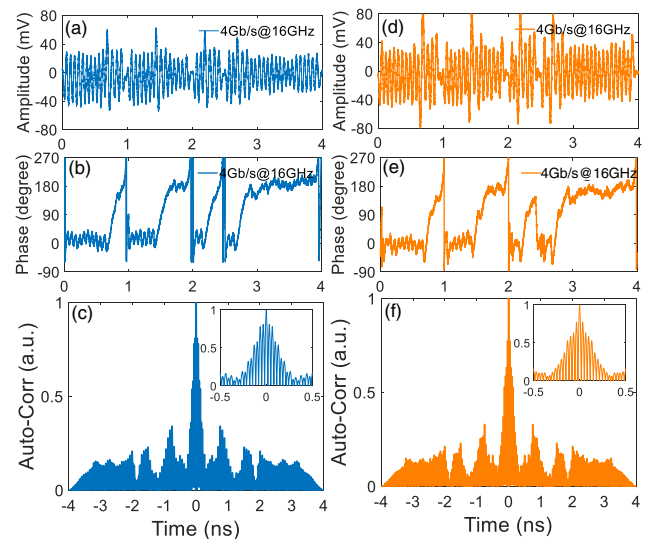 80
40
0
-40
-80
Amplitude (mV)
(a)
4Gb/s@16GHz
0 1 2 3 4
80
40
0
-40
-80
Amplitude (mV)
(d)
4Gb/s@16GHz
0 1 2 3 4
270
180
90
0
-90
Phase (degree)
(b)
4Gb/s@16GHz
0 1 2 3 4
270
180
90
0
-90
Phase (degree)
(e)
4Gb/s@16GHz
0 1 2 3 4
1
0.5
0
Auto-Corr (a.u.)
(c)
1
0.5
0
-0.5 0 0.5
-4 -3 -2 -1 0 1 2 3 4
Time (ns)
1
0.5
0
Auto-Corr (a.u.)
(f)
1
0.5
0
-0.5 0 0.5
-4 -3 -2 -1 0 1 2 3 4
Time (ns)